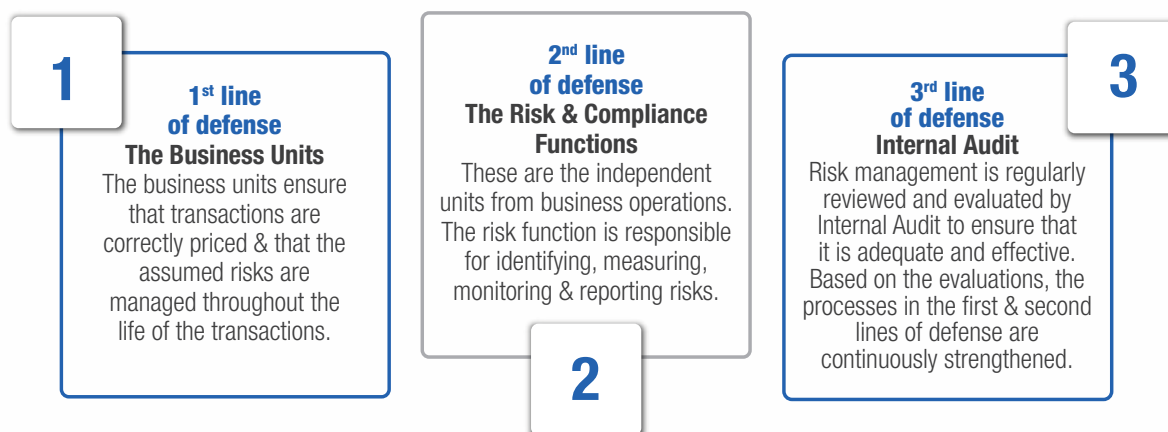 1
1st line
of defense
The Business Units
The business units ensure
that transactions are
correctly priced & that the
assumed risks are
managed throughout the
life of the transactions.
2nd line
of defense
The Risk & Compliance
Functions
These are the independent
units from business operations.
The risk function is responsible
for identifying, measuring,
monitoring & reporting risks.
2
3
3rd line
of defense
Internal Audit
Risk management is regularly
reviewed and evaluated by
Internal Audit to ensure that
it is adequate and effective.
Based on the evaluations, the
processes in the first & second
lines of defense are
continuously strengthened.